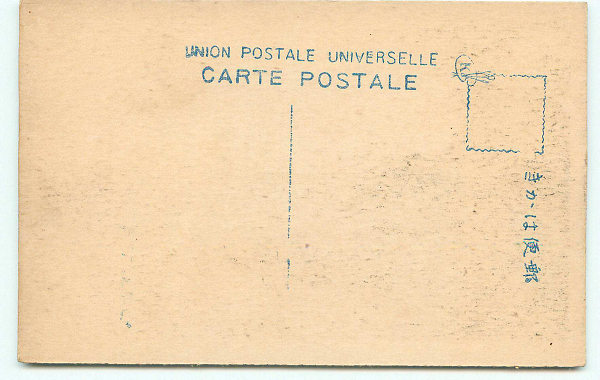 UNION POSTALE UNIVERSELLE
CARTE POSTALE
郵便はかき